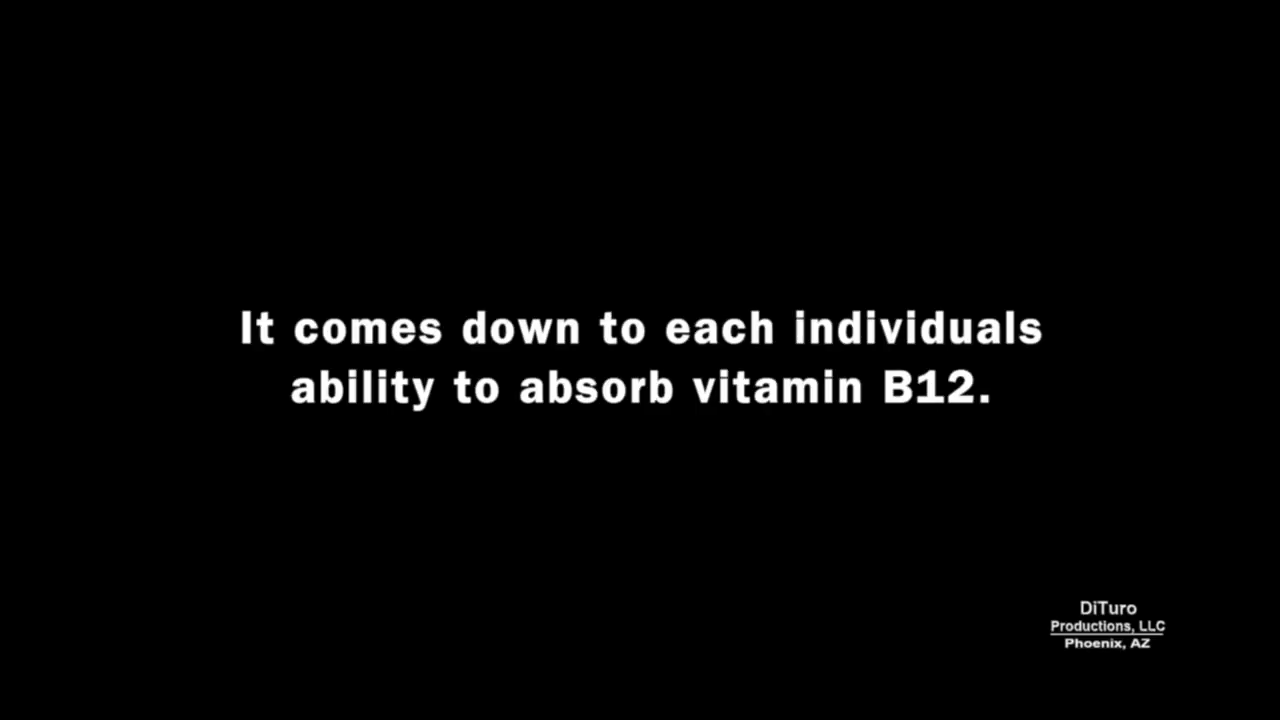 It comes down to each individuals
ability to absorb vitamin B12.
DiTuro
Productions, LLC
Phoenix, AZ